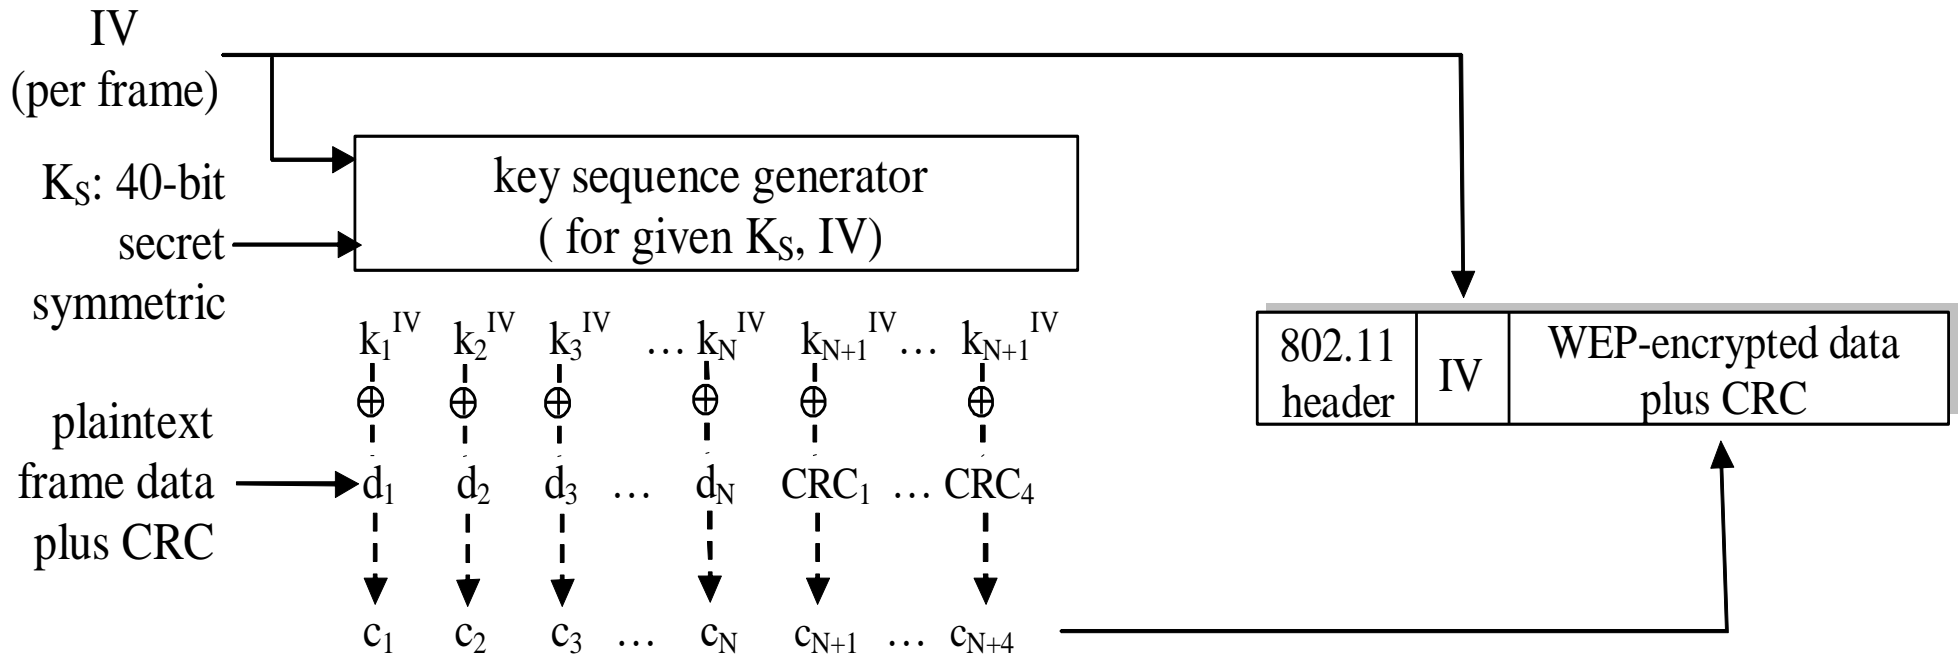 IV
(per frame)
K_S: 40-bit
secret
symmetric
key sequence generator
( for given K_S, IV)
k_1^IV k_2^IV k_3^IV … k_N^IV k_N+1^IV … k_N+1^IV
plaintext
frame data
plus CRC
d_1 d_2 d_3 … d_N CRC_1 … CRC_4
c_1 c_2 c_3 … c_N c_N+1 … c_N+4
802.11
header
IV
WEP-encrypted data
plus CRC